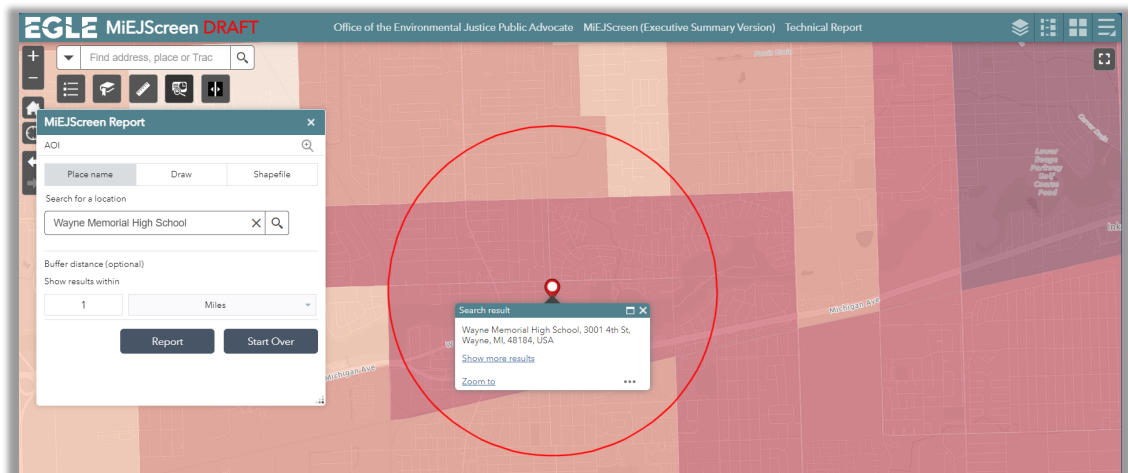 EGLE MiEJScreen DRAFT
Office of the Environmental Justice Public Advocate MiEJScreen (Executive Summary Version) Technical Report
+
Find address, place or Trac
−
MiEJScreen Report ×
AOI
Place name Draw Shapefile
Search for a location
Wayne Memorial High School
Buffer distance (optional)
Show results within
1 Miles
Report Start Over
Search result
Wayne Memorial High School, 3001 4th St,
Wayne, MI, 48184, USA
Show more results
Zoom to •••
Michigan Ave
Michigan Ave
W
Lower
Rouge
Parkway
Golf
Course
Pond
Ink